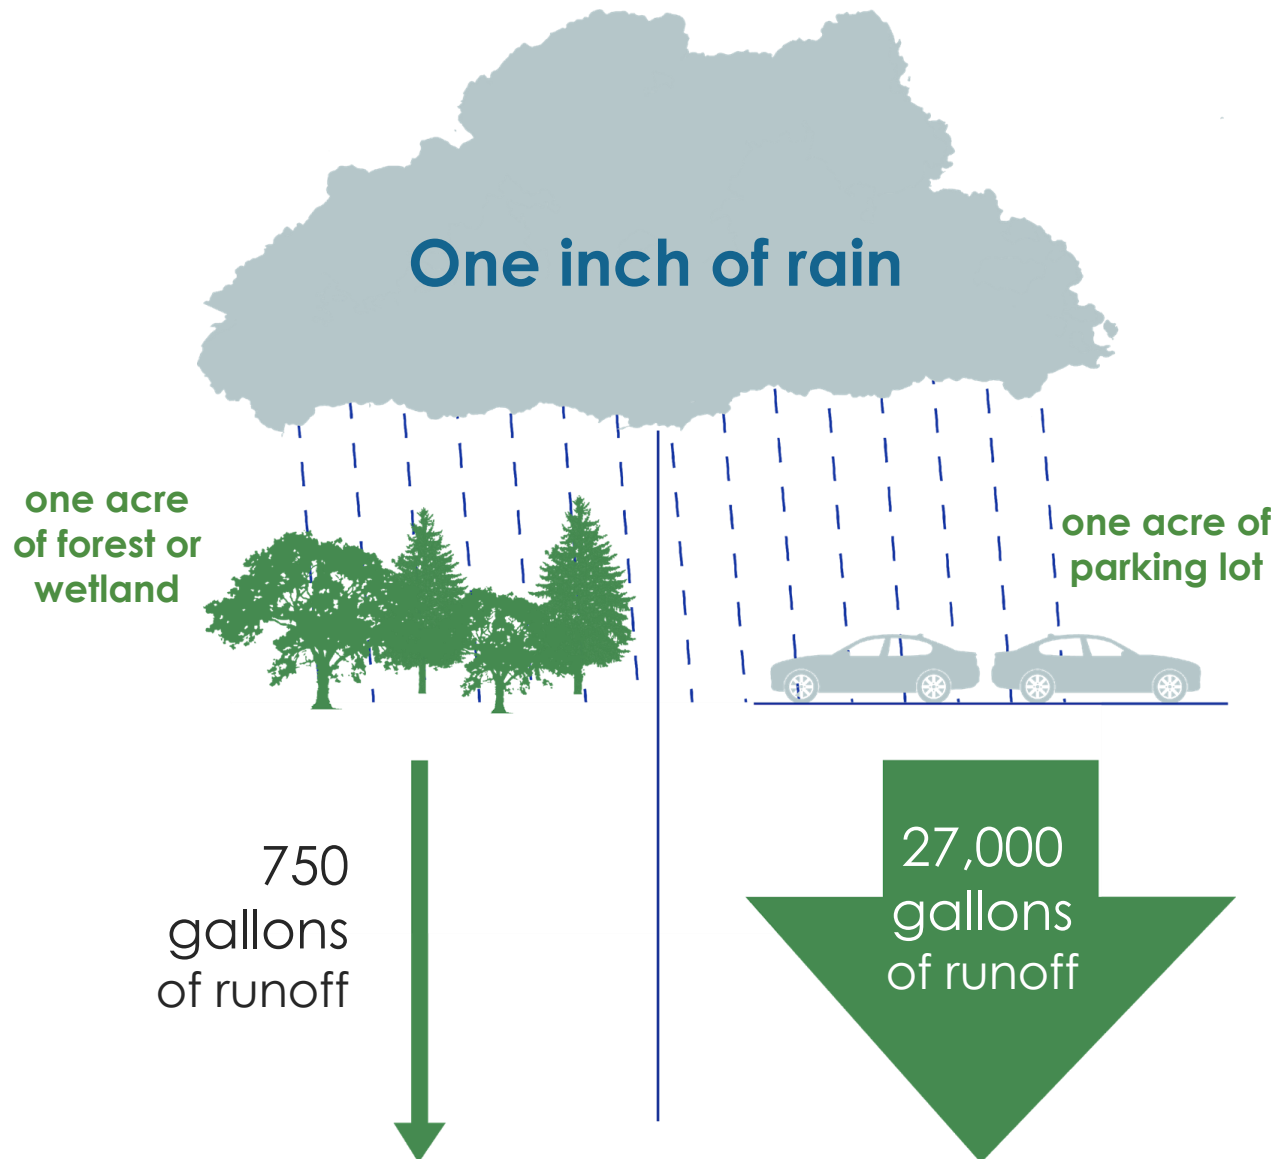 One inch of rain
one acre
of forest or
wetland
one acre of
parking lot
750
gallons
of runoff
27,000
gallons
of runoff